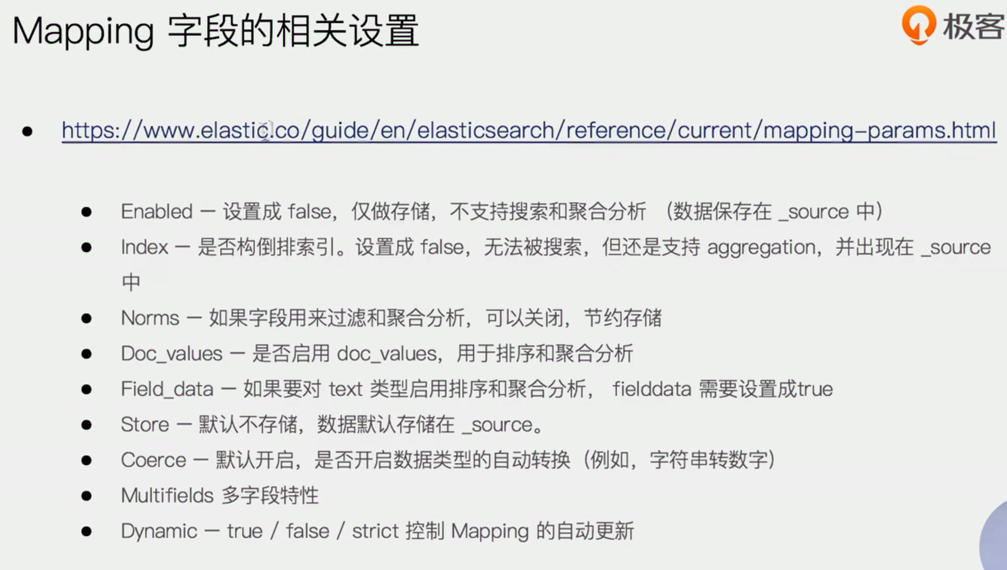 Mapping 字段的相关设置
极客
https://www.elastic.co/guide/en/elasticsearch/reference/current/mapping-params.html
Enabled – 设置成 false，仅做存储，不支持搜索和聚合分析 （数据保存在 _source 中）
Index – 是否构倒排索引。设置成 false，无法被搜索，但还是支持 aggregation，并出现在 _source
中
Norms – 如果字段用来过滤和聚合分析，可以关闭，节约存储
Doc_values – 是否启用 doc_values，用于排序和聚合分析
Field_data – 如果要对 text 类型启用排序和聚合分析， fielddata 需要设置成true
Store – 默认不存储，数据默认存储在 _source。
Coerce – 默认开启，是否开启数据类型的自动转换（例如，字符串转数字）
Multifields 多字段特性
Dynamic – true / false / strict 控制 Mapping 的自动更新